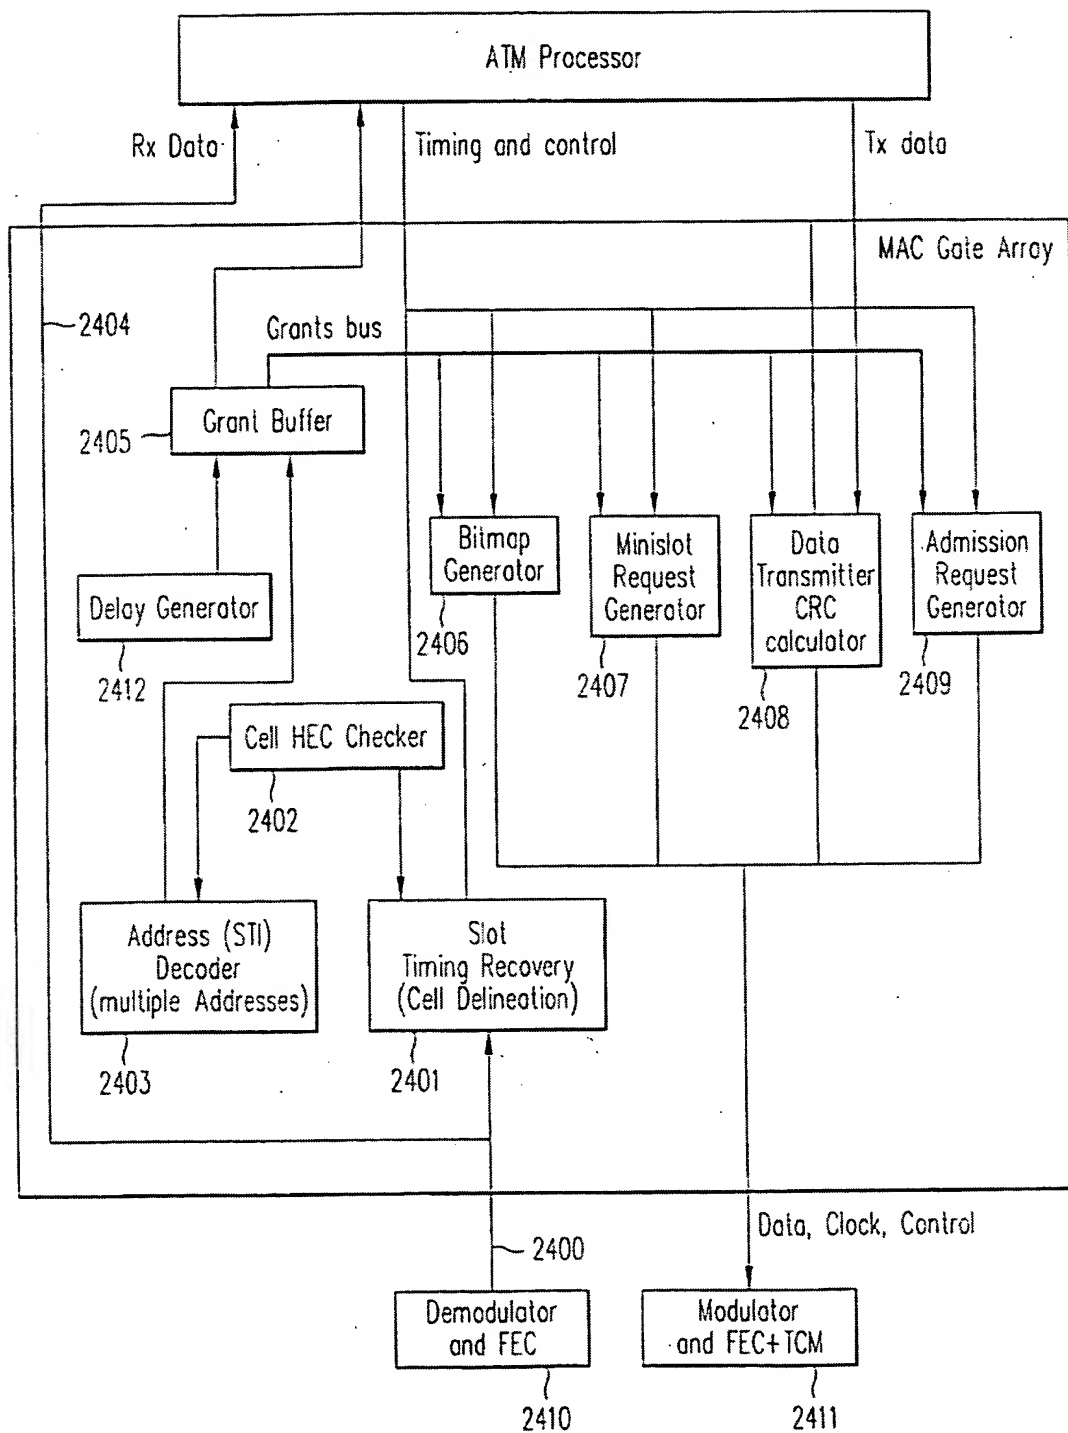 ATM Processor
Rx Data
Timing and control
Tx data
MAC Gate Array
2404
Grants bus
Grant Buffer
2405
Bitmap
Generator
2406
Minislot
Request
Generator
2407
Data
Transmitter
CRC
calculator
2408
Admission
Request
Generator
2409
Delay Generator
2412
Cell HEC Checker
2402
Address (STI)
Decoder
(multiple Addresses)
2403
Slot
Timing Recovery
(Cell Delineation)
2401
Data, Clock, Control
2400
Demodulator
and FEC
2410
Modulator
and FEC+TCM
2411